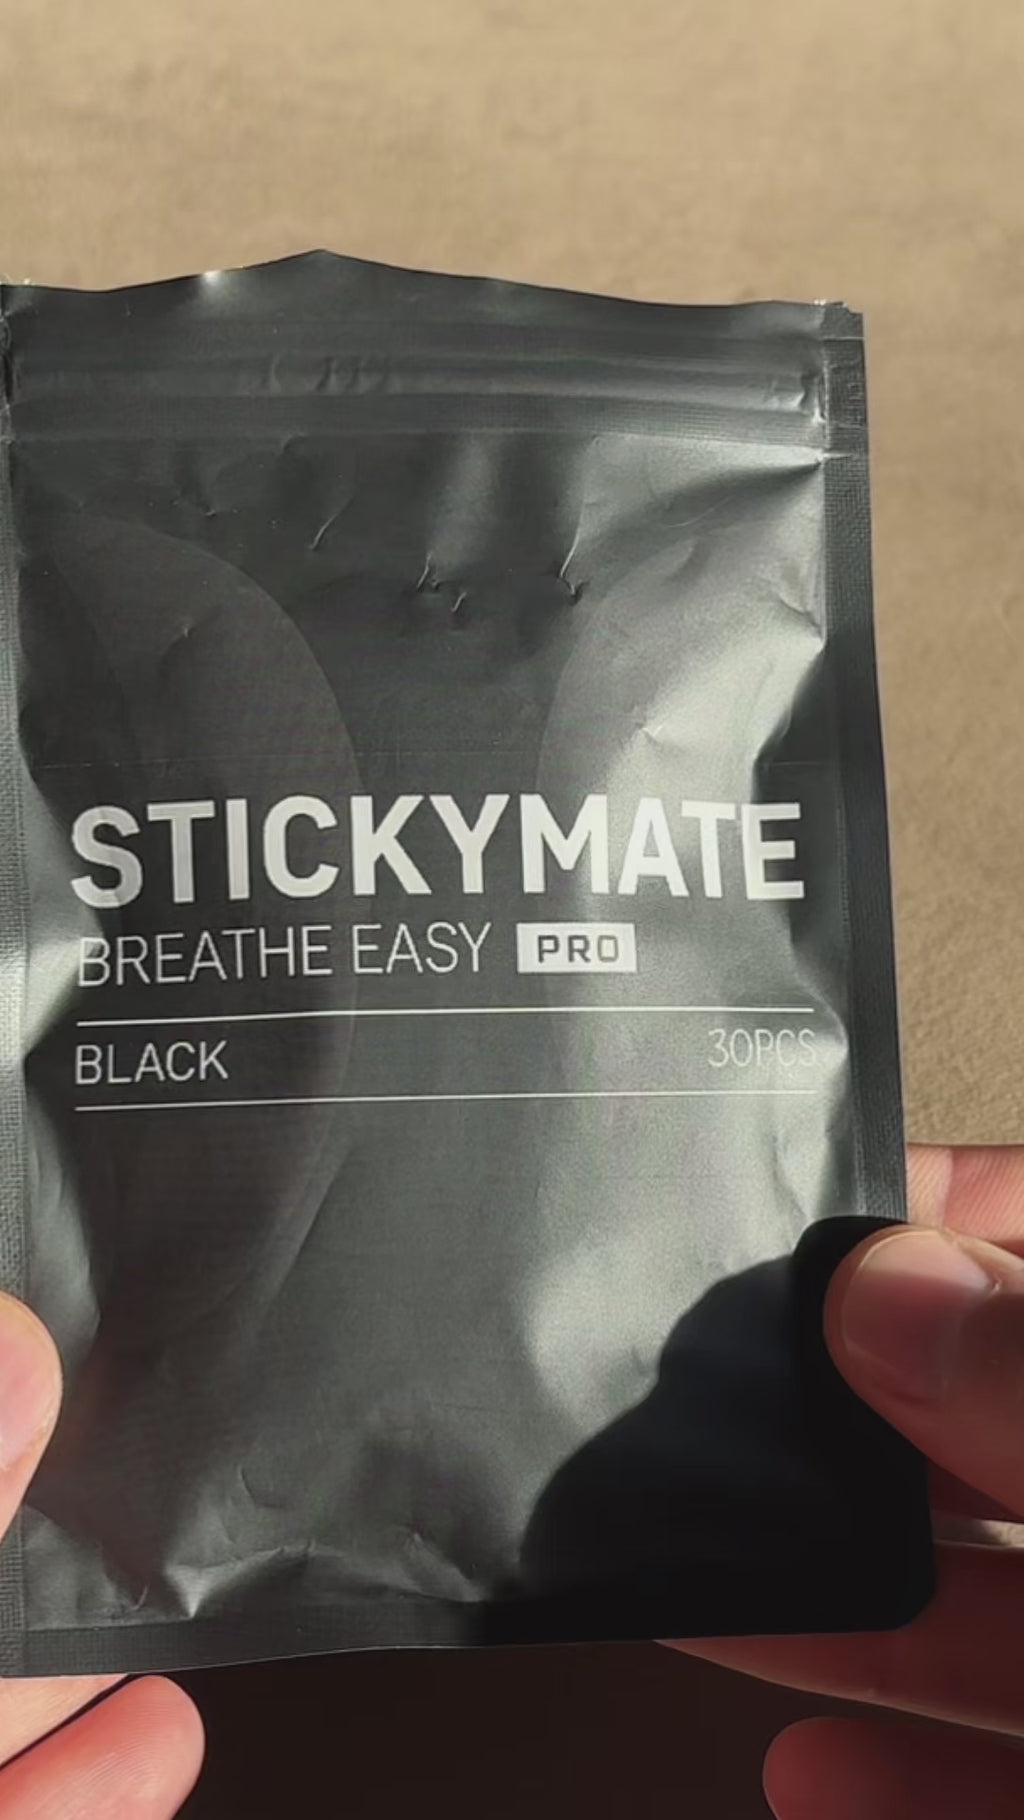 STICKYMATE
BREATHE EASY PRO
BLACK 30PCS